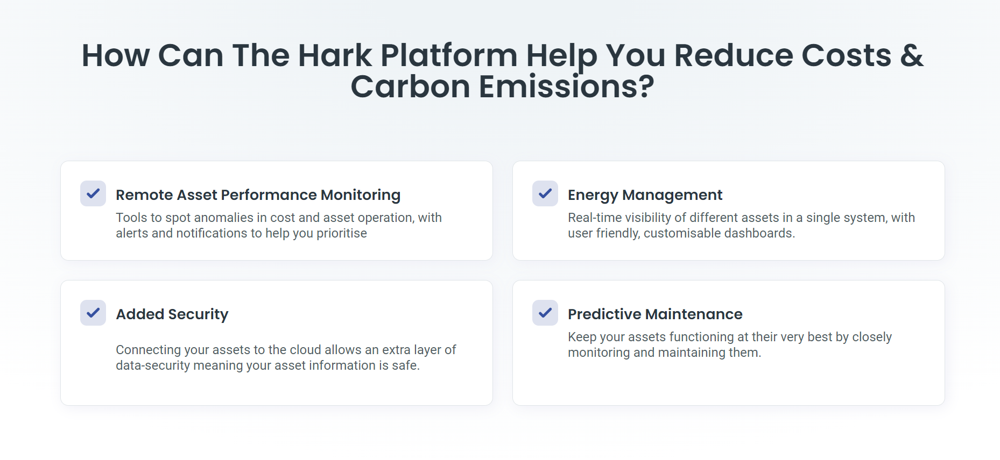 How Can The Hark Platform Help You Reduce Costs &
Carbon Emissions?
Remote Asset Performance Monitoring
Tools to spot anomalies in cost and asset operation, with
alerts and notifications to help you prioritise
Energy Management
Real-time visibility of different assets in a single system, with
user friendly, customisable dashboards.
Added Security
Connecting your assets to the cloud allows an extra layer of
data-security meaning your asset information is safe.
Predictive Maintenance
Keep your assets functioning at their very best by closely
monitoring and maintaining them.